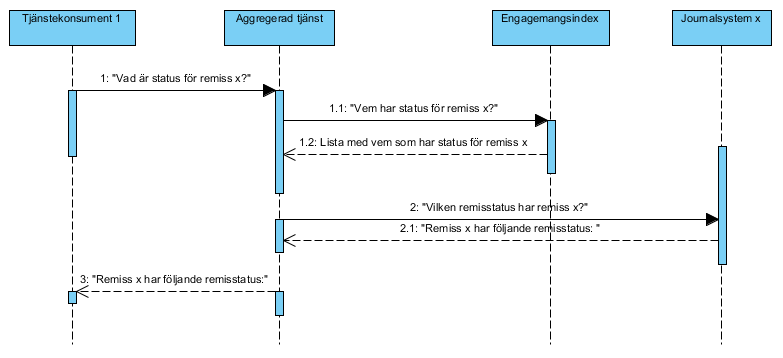 Tjänstekonsument 1
Aggregerad tjänst
Engagemangsindex
Journalsystem x
1: "Vad är status för remiss x?"
1.1: "Vem har status för remiss x?"
1.2: Lista med vem som har status för remiss x
2: "Vilken remisstatus har remiss x?"
2.1: "Remiss x har följande remisstatus: "
3: "Remiss x har följande remisstatus:"